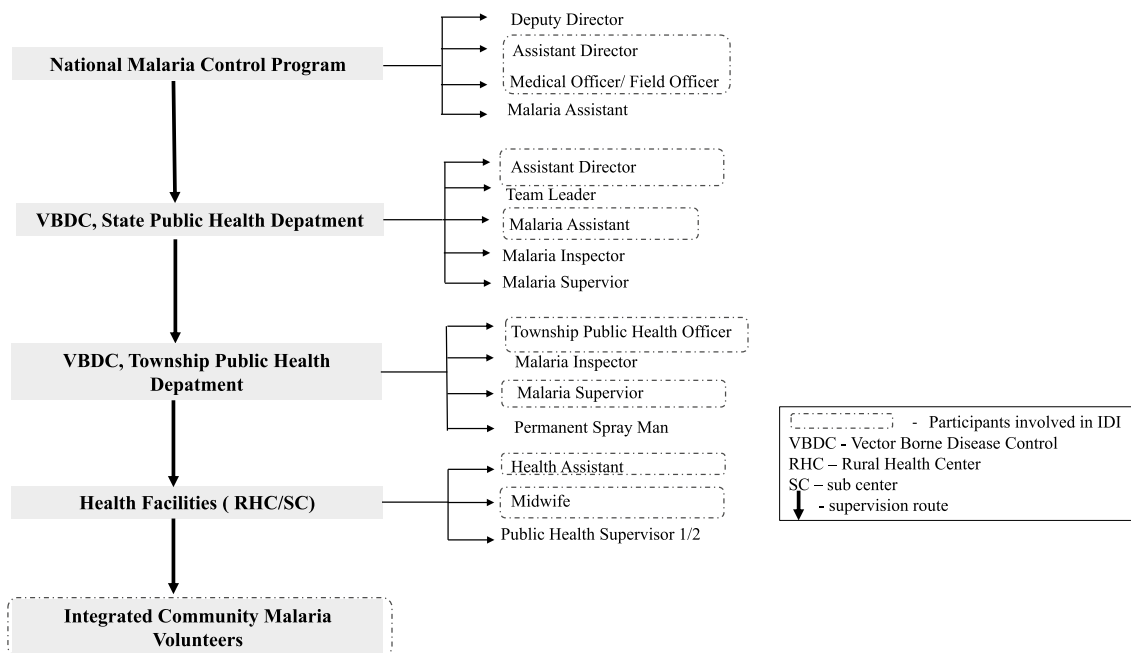 Deputy Director
Assistant Director
National Malaria Control Program
Medical Officer/ Field Officer
Malaria Assistant
Assistant Director
Team Leader
VBDC, State Public Health Depatment
Malaria Assistant
Malaria Inspector
Malaria Supervior
Township Public Health Officer
VBDC, Township Public Health
Depatment
Malaria Inspector
Malaria Supervior
Permanent Spray Man
Health Assistant
Health Facilities ( RHC/SC)
Midwife
Public Health Supervisor 1/2
Integrated Community Malaria
Volunteers
- Participants involved in IDI
VBDC - Vector Borne Disease Control
RHC – Rural Health Center
SC – sub center
- supervision route